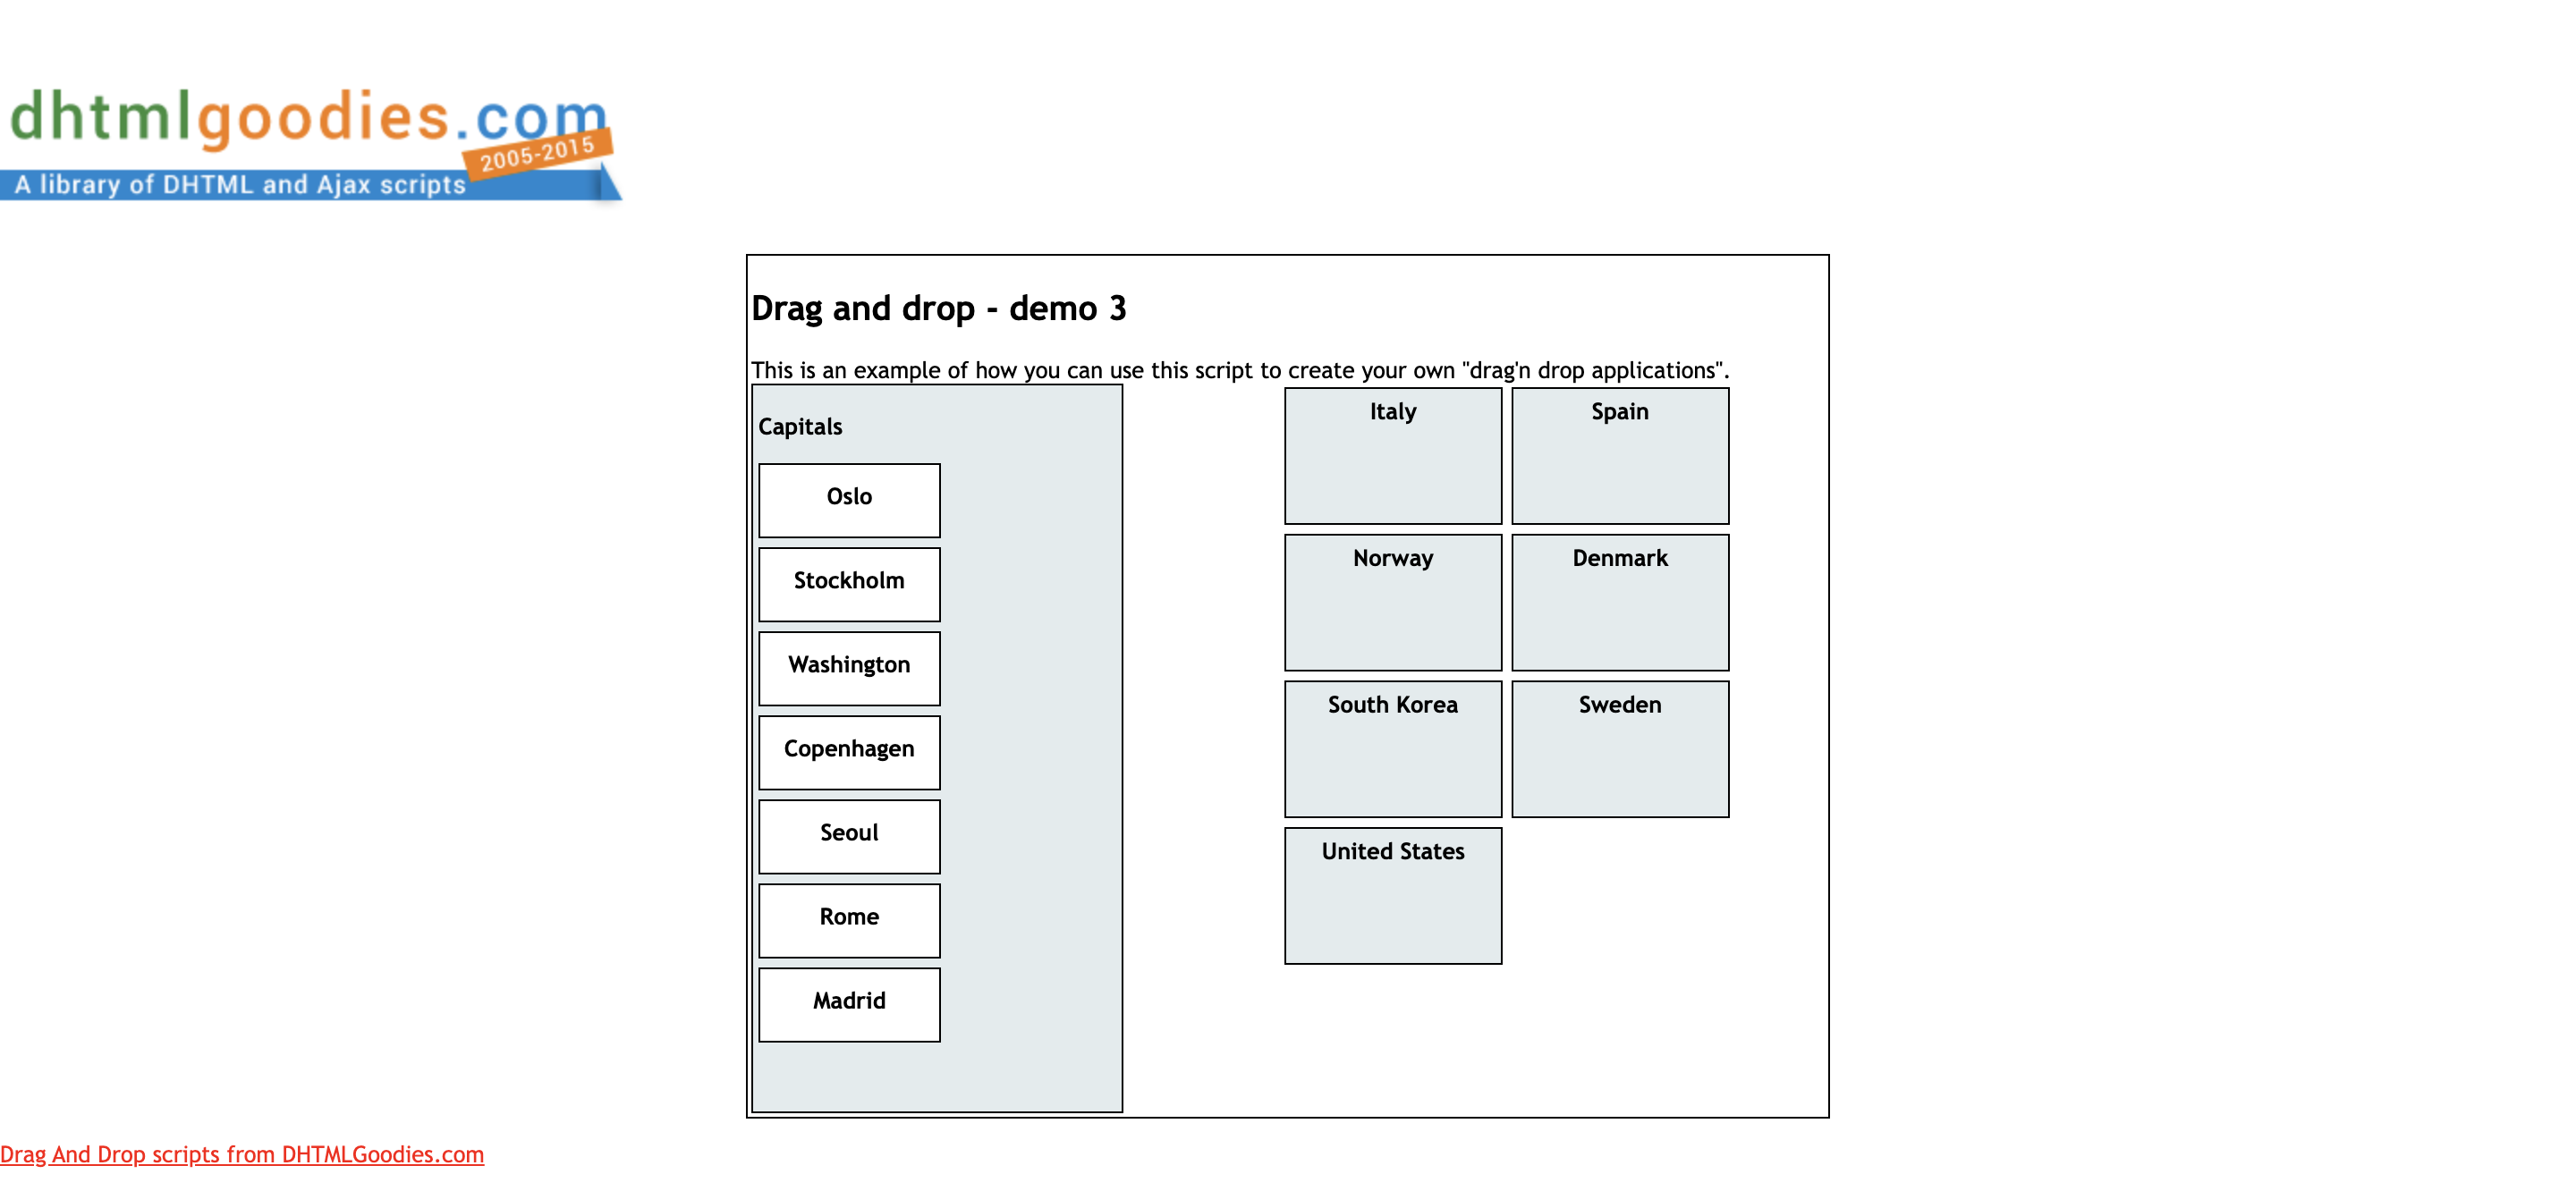 dhtmlgoodies.com
2005-2015
A library of DHTML and Ajax scripts
Drag and drop - demo 3
This is an example of how you can use this script to create your own "drag'n drop applications".
Capitals
Oslo
Stockholm
Washington
Copenhagen
Seoul
Rome
Madrid
Italy
Spain
Norway
Denmark
South Korea
Sweden
United States
Drag And Drop scripts from DHTMLGoodies.com